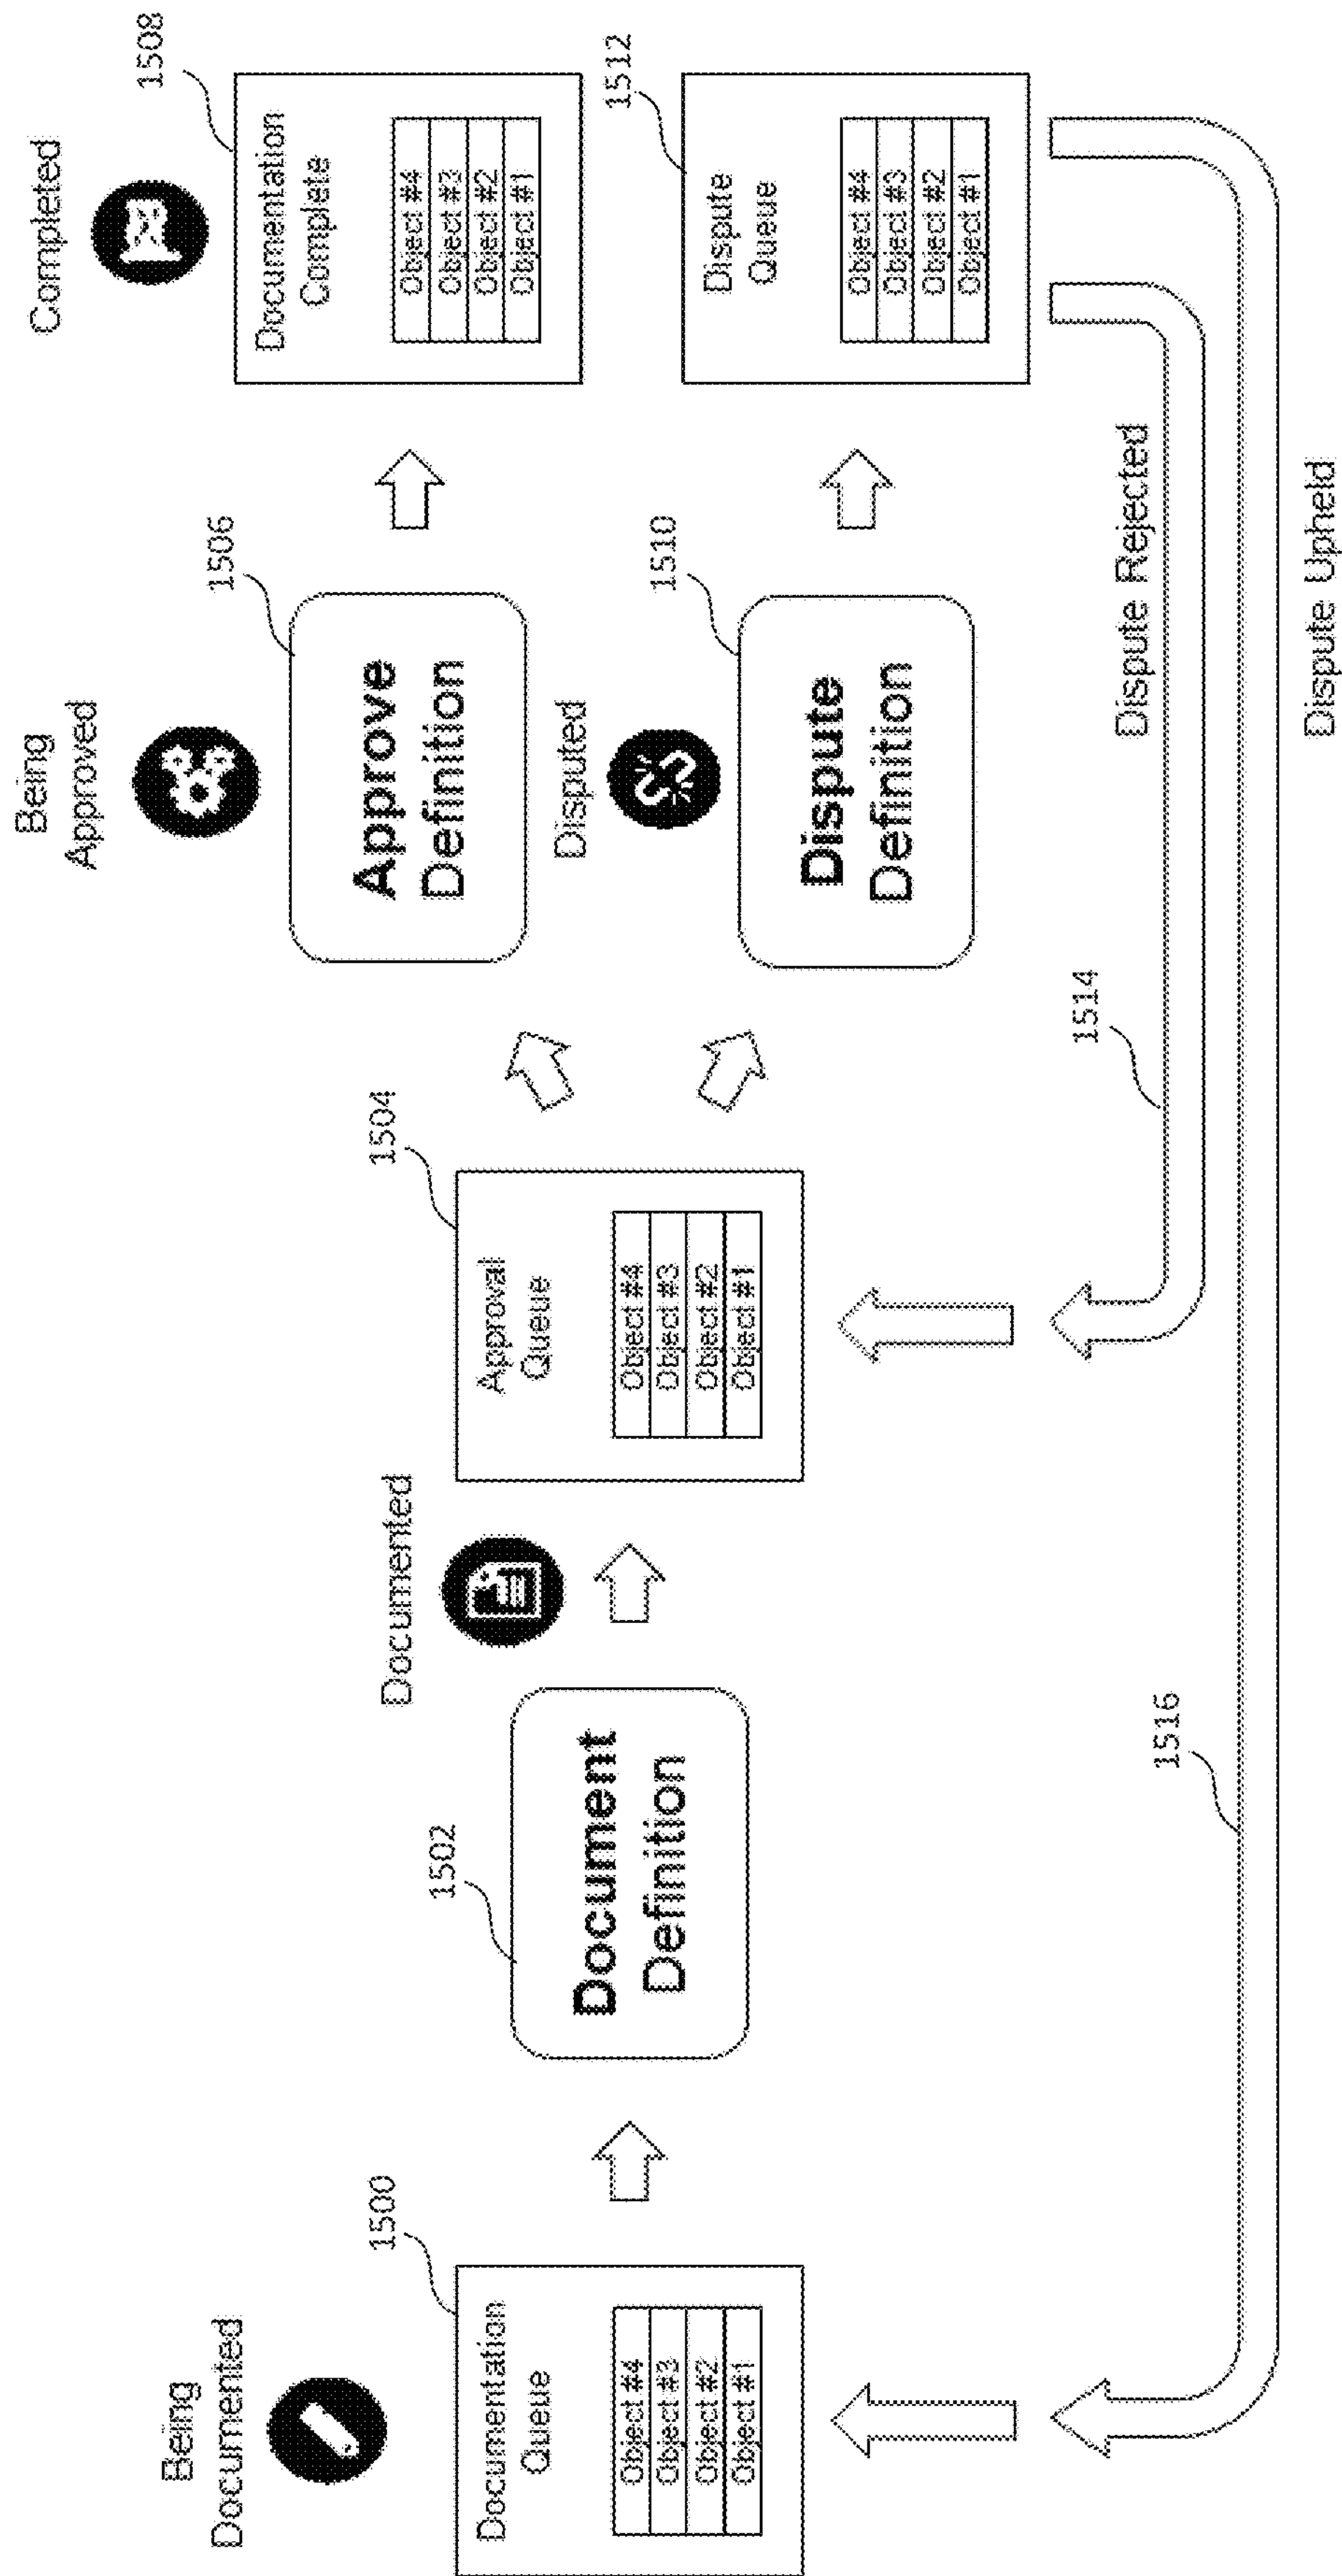 Being
Documented
1500
Documentation
Queue
Object #4
Object #3
Object #2
Object #1
1502
Document
Definition
Documented
1504
Approval
Queue
Object #4
Object #3
Object #2
Object #1
Being
Approved
1506
Approve
Definition
Disputed
1510
Dispute
Definition
Completed
1508
Documentation
Complete
Object #4
Object #3
Object #2
Object #1
1512
Dispute
Queue
Object #4
Object #3
Object #2
Object #1
1514
Dispute Rejected
1516
Dispute Upheld